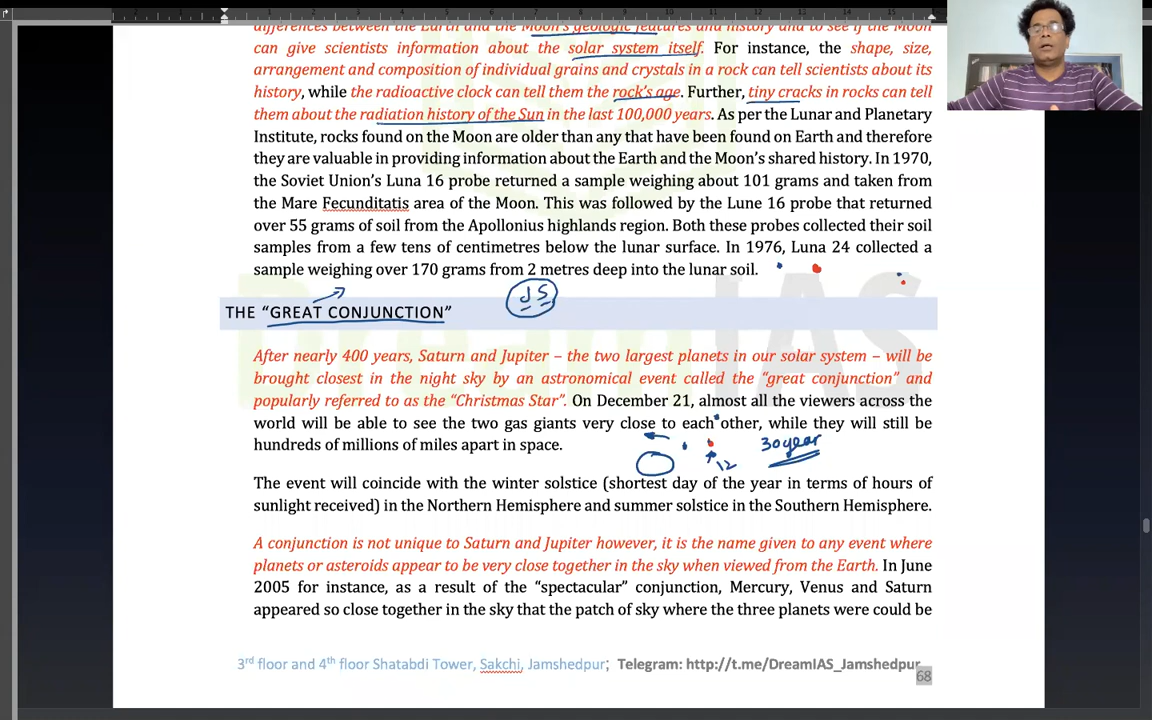 differences between the Earth and the Moon's geologic features and history and to see if the Moon
can give scientists information about the solar system itself. For instance, the shape, size,
arrangement and composition of individual grains and crystals in a rock can tell scientists about its
history, while the radioactive clock can tell them the rock's age. Further, tiny cracks in rocks can tell
them about the radiation history of the Sun in the last 100,000 years. As per the Lunar and Planetary
Institute, rocks found on the Moon are older than any that have been found on Earth and therefore
they are valuable in providing information about the Earth and the Moon's shared history. In 1970,
the Soviet Union's Luna 16 probe returned a sample weighing about 101 grams and taken from
the Mare Fecunditatis area of the Moon. This was followed by the Lune 16 probe that returned
over 55 grams of soil from the Apollonius highlands region. Both these probes collected their soil
samples from a few tens of centimetres below the lunar surface. In 1976, Luna 24 collected a
sample weighing over 170 grams from 2 metres deep into the lunar soil.
J S
THE "GREAT CONJUNCTION"
After nearly 400 years, Saturn and Jupiter – the two largest planets in our solar system – will be
brought closest in the night sky by an astronomical event called the "great conjunction" and
popularly referred to as the "Christmas Star". On December 21, almost all the viewers across the
world will be able to see the two gas giants very close to each other, while they will still be
hundreds of millions of miles apart in space.
30 year
12
The event will coincide with the winter solstice (shortest day of the year in terms of hours of
sunlight received) in the Northern Hemisphere and summer solstice in the Southern Hemisphere.
A conjunction is not unique to Saturn and Jupiter however, it is the name given to any event where
planets or asteroids appear to be very close together in the sky when viewed from the Earth. In June
2005 for instance, as a result of the "spectacular" conjunction, Mercury, Venus and Saturn
appeared so close together in the sky that the patch of sky where the three planets were could be
3rd floor and 4th floor Shatabdi Tower, Sakchi, Jamshedpur; Telegram: http://t.me/DreamIAS_Jamshedpur
68
DreamIAS